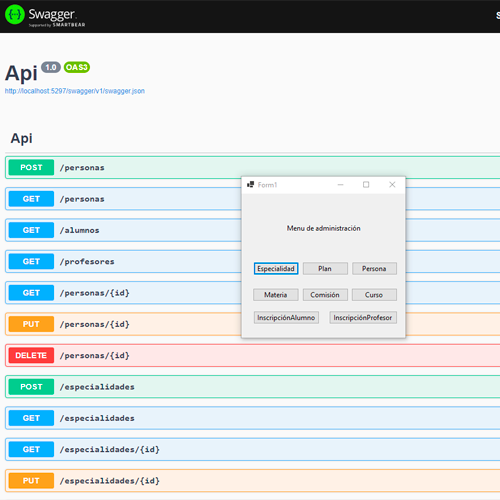 Swagger.
Supported by SMARTBEAR
S
Api 1.0 OAS3
http://localhost:5297/swagger/v1/swagger.json
Api
POST /personas
GET /personas
GET /alumnos
GET /profesores
GET /personas/{id}
PUT /personas/{id}
DELETE /personas/{id}
POST /especialidades
GET /especialidades
GET /especialidades/{id}
PUT /especialidades/{id}
Form1
Menu de administración
Especialidad Plan Persona
Materia Comisión Curso
InscripciónAlumno InscripciónProfesor